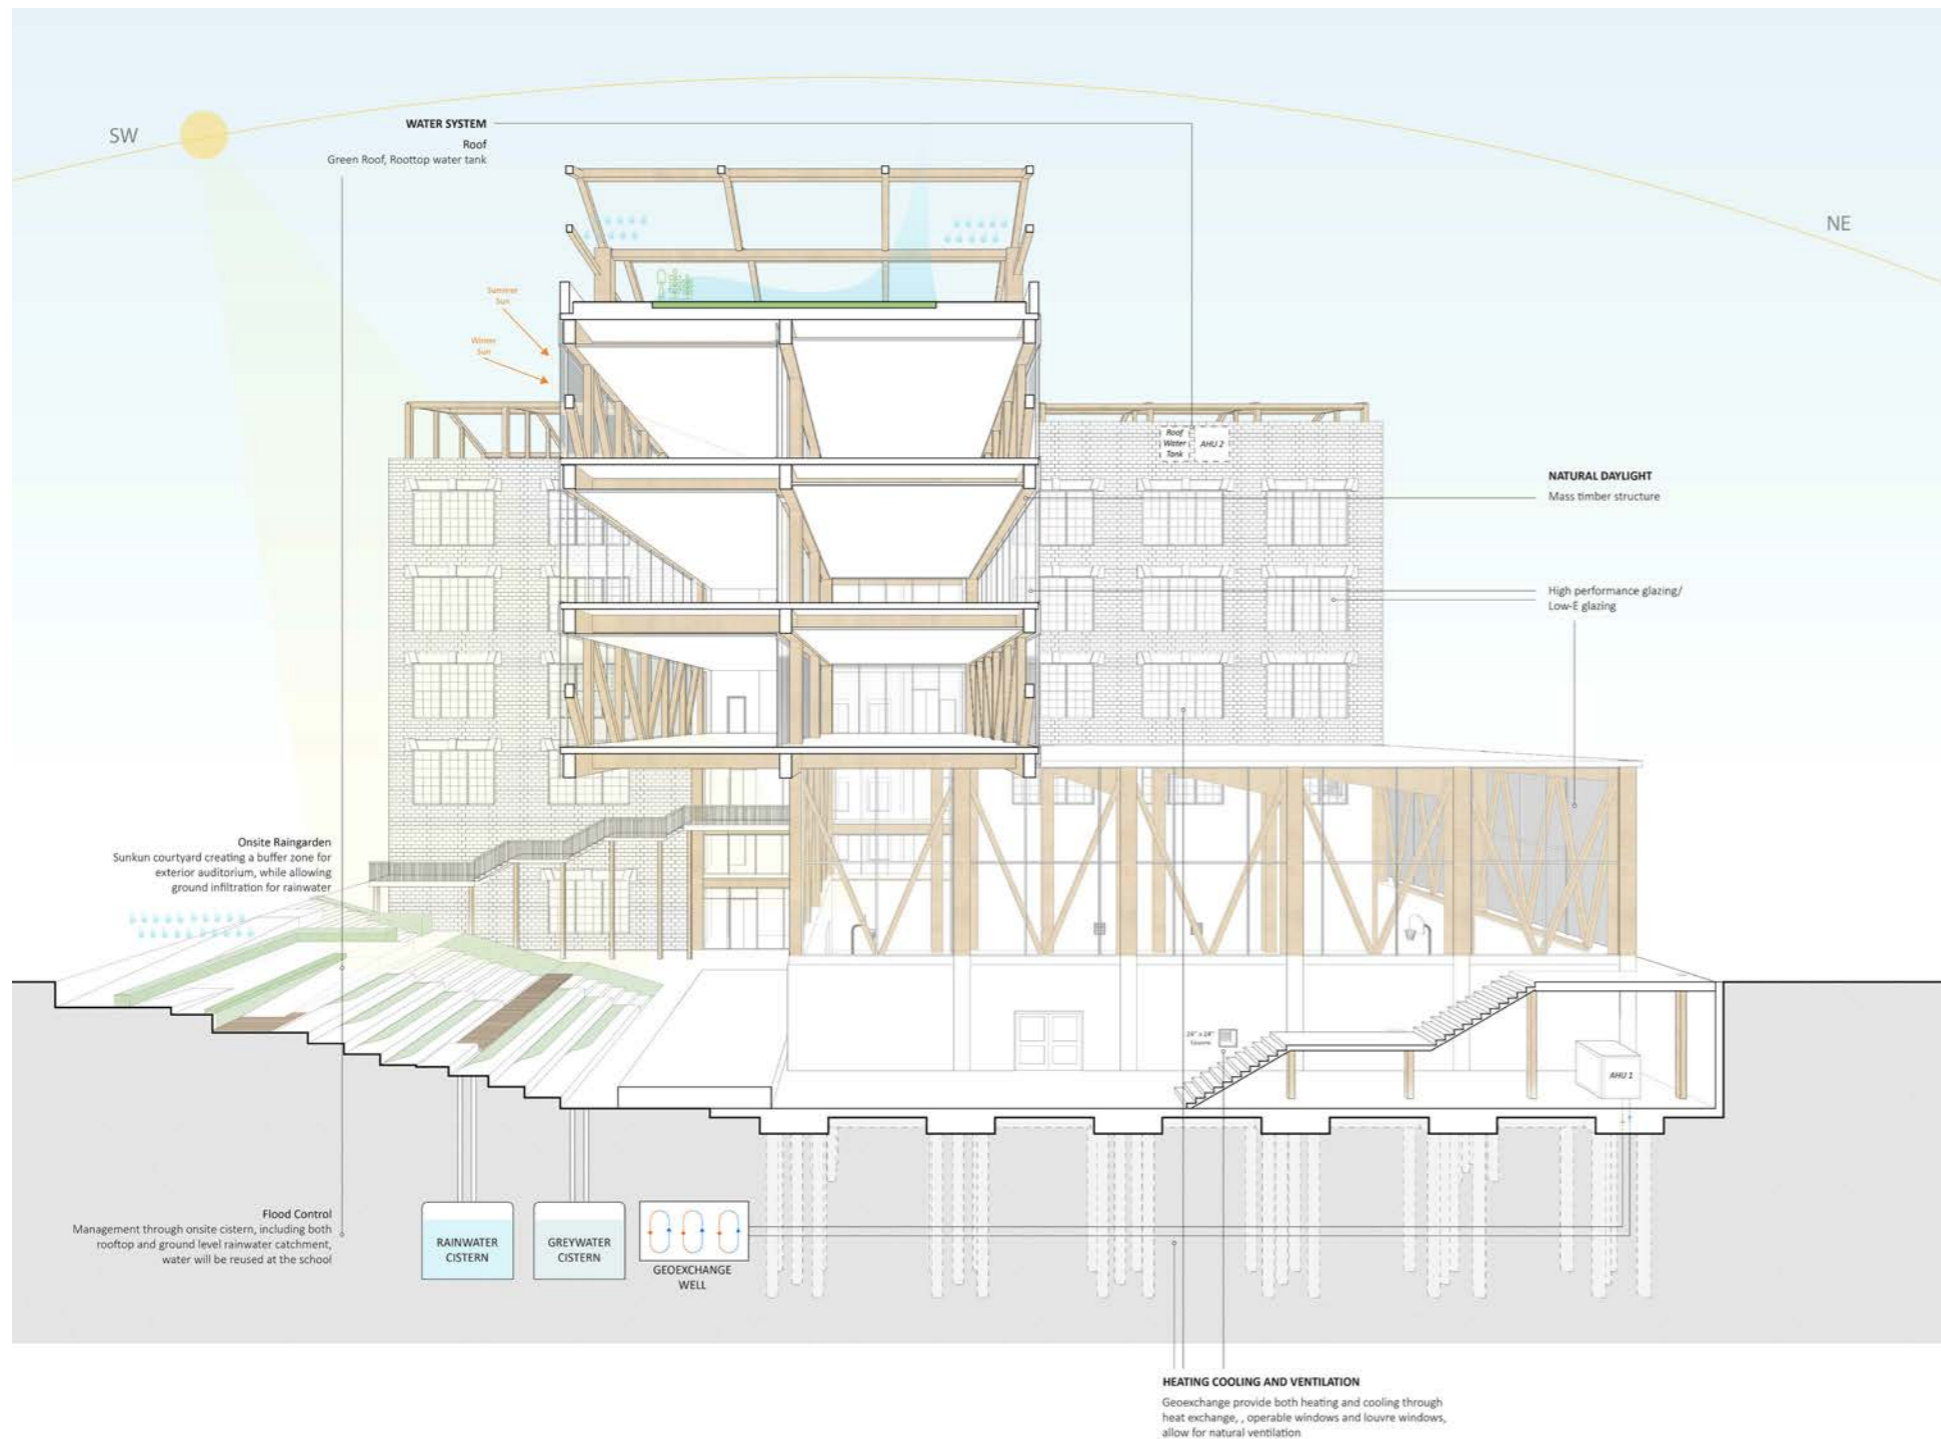 SW
WATER SYSTEM
Roof
Green Roof, Roottop water tank
NE
Summer
Sun
Winter
Sun
Roof
Water
Tank
AHU 2
NATURAL DAYLIGHT
Mass timber structure
High performance glazing/
Low-E glazing
Onsite Raingarden
Sunkun courtyard creating a buffer zone for
exterior auditorium, while allowing
ground infiltration for rainwater
AHU 1
Flood Control
Management through onsite cistern, including both
rooftop and ground level rainwater catchment,
water will be reused at the school
RAINWATER
CISTERN
GREYWATER
CISTERN
GEOEXCHANGE
WELL
HEATING COOLING AND VENTILATION
Geoexchange provide both heating and cooling through
heat exchange, , operable windows and louvre windows,
allow for natural ventilation